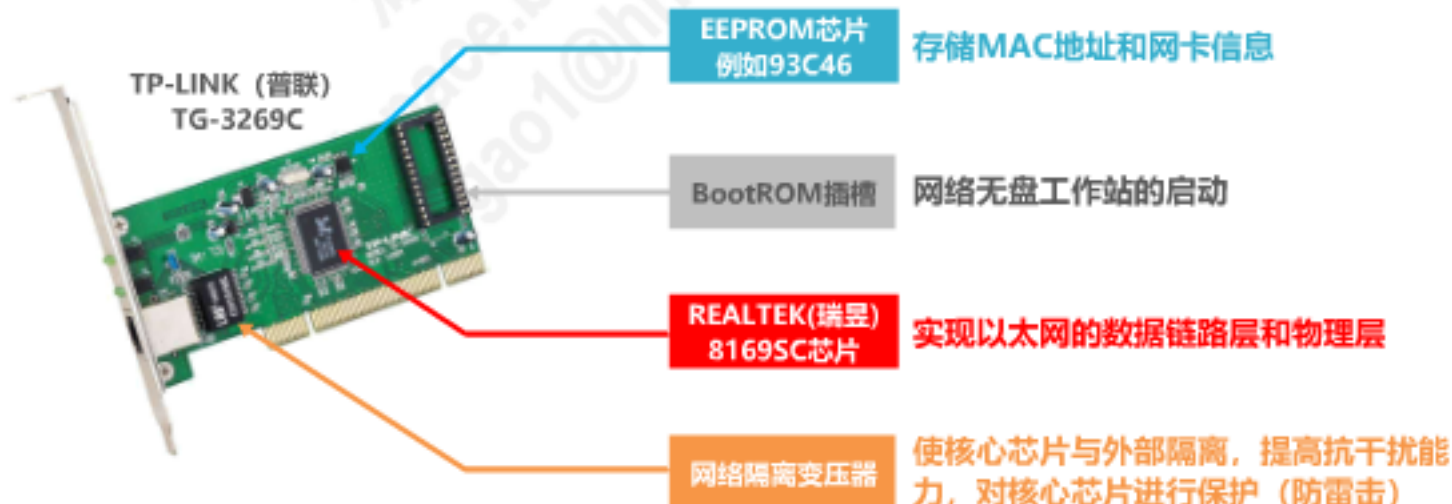 EEPROM芯片
例如93C46
存储MAC地址和网卡信息
TP-LINK（普联）
TG-3269C
BootROM插槽
网络无盘工作站的启动
REALTEK(瑞昱)
8169SC芯片
实现以太网的数据链路层和物理层
网络隔离变压器
使核心芯片与外部隔离，提高抗干扰能
力，对核心芯片进行保护（防雷击）